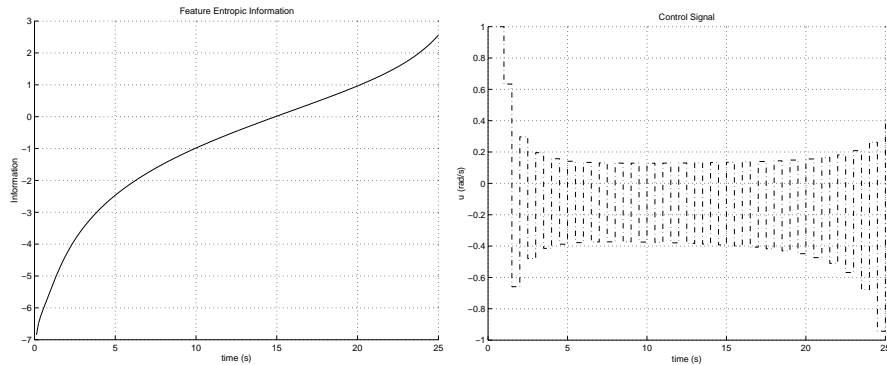 Feature Entropic Information
3
2
1
0
−1
−2
−3
−4
−5
−6
−7
Information
0 5 10 15 20 25
time (s)
Control Signal
1
0.8
0.6
0.4
0.2
0
−0.2
−0.4
−0.6
−0.8
−1
u (rad/s)
0 5 10 15 20 25
time (s)